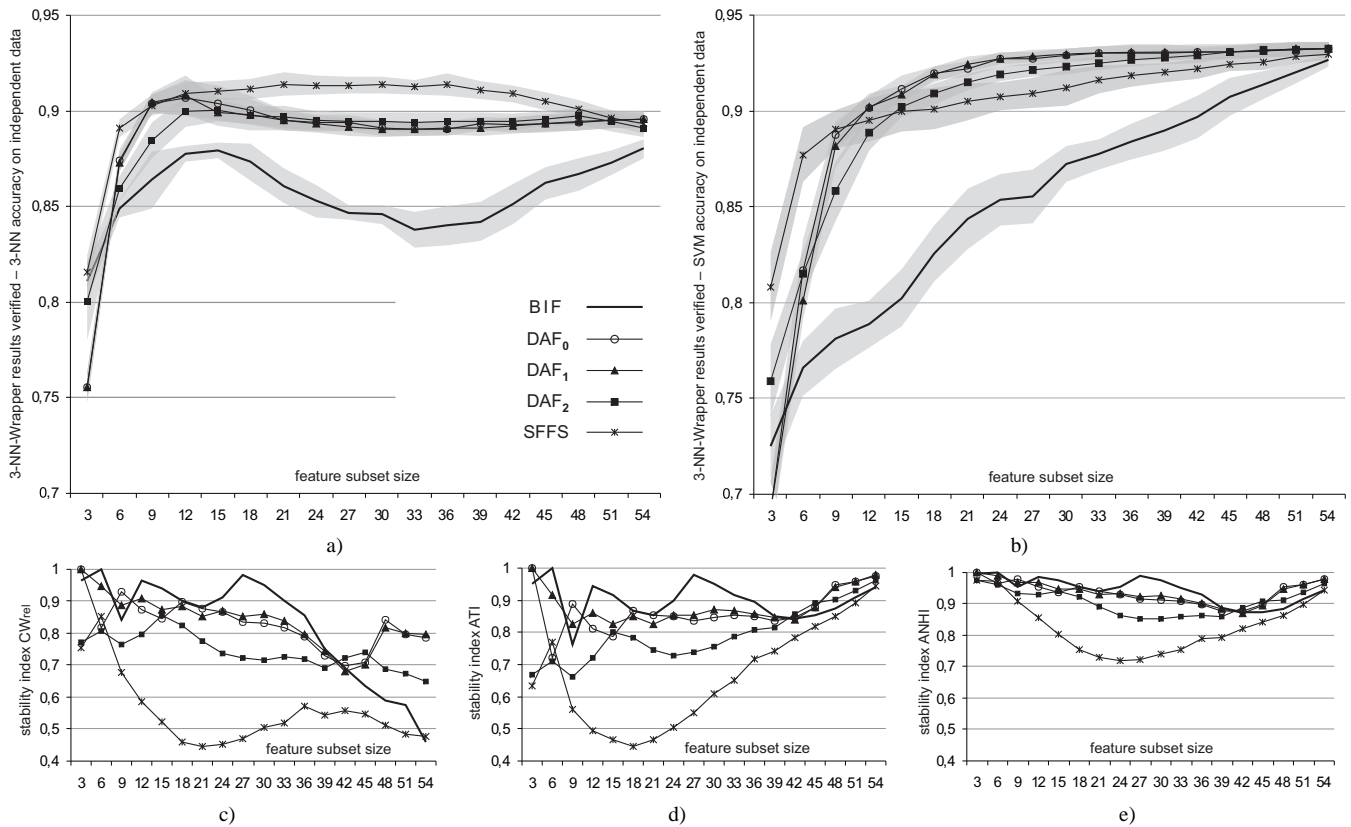 3-NN-Wrapper results verified – 3-NN accuracy on independent data
0,95
0,9
0,85
0,8
0,75
0,7
BIF
DAF0
DAF1
DAF2
SFFS
feature subset size
3 6 9 12 15 18 21 24 27 30 33 36 39 42 45 48 51 54
a)
3-NN-Wrapper results verified – SVM accuracy on independent data
0,95
0,9
0,85
0,8
0,75
0,7
feature subset size
3 6 9 12 15 18 21 24 27 30 33 36 39 42 45 48 51 54
b)
stability index CWrel
1
0,9
0,8
0,7
0,6
0,5
0,4
feature subset size
3 6 9 12 15 18 21 24 27 30 33 36 39 42 45 48 51 54
c)
stability index ATI
1
0,9
0,8
0,7
0,6
0,5
0,4
feature subset size
3 6 9 12 15 18 21 24 27 30 33 36 39 42 45 48 51 54
d)
stability index ANHI
1
0,9
0,8
0,7
0,6
0,5
0,4
feature subset size
3 6 9 12 15 18 21 24 27 30 33 36 39 42 45 48 51 54
e)